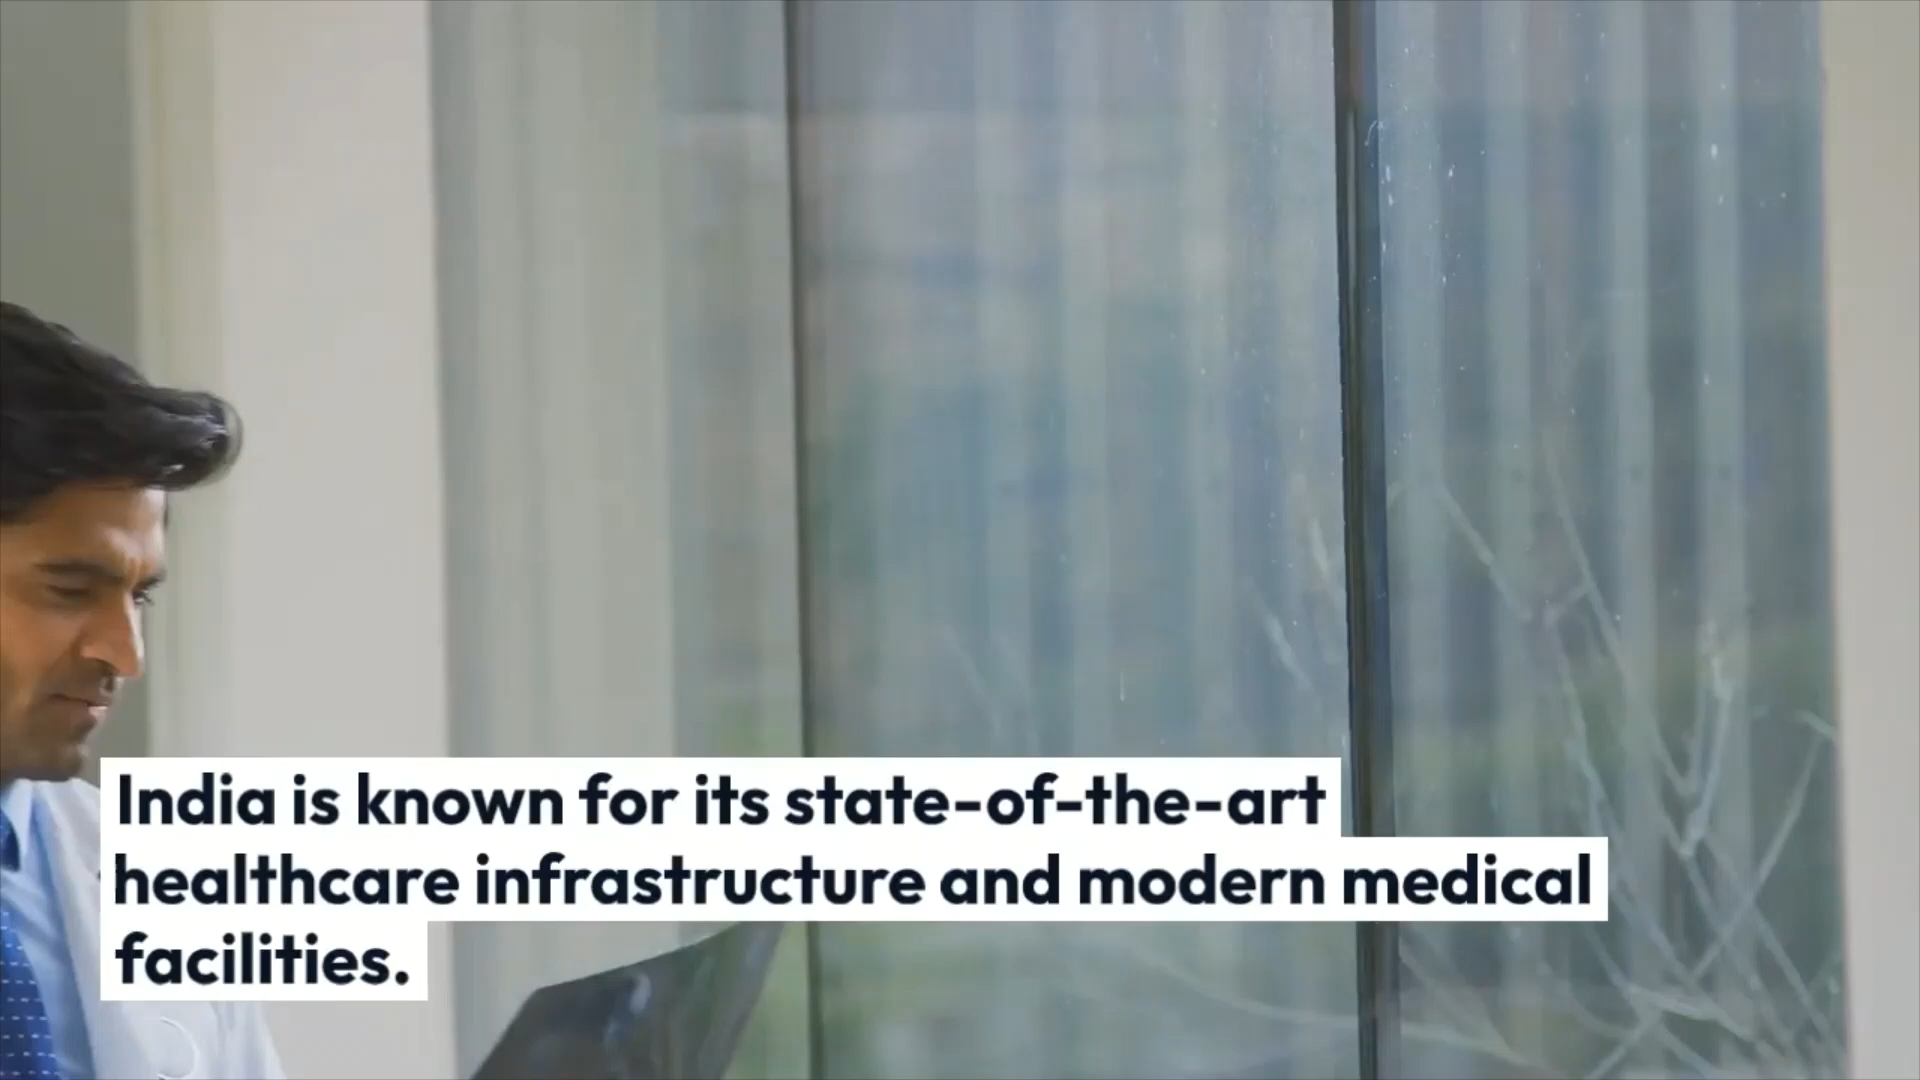 India is known for its state-of-the-art
healthcare infrastructure and modern medical
facilities.